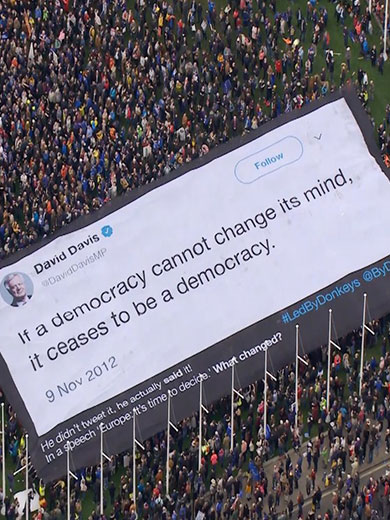 David Davis
@DavidDavisMP
Follow
If a democracy cannot change its mind,
it ceases to be a democracy.
9 Nov 2012
He didn't tweet it, he actually said it!
In a speech 'Europe: It's time to decide'. What changed?
#LedByDonkeys @ByD